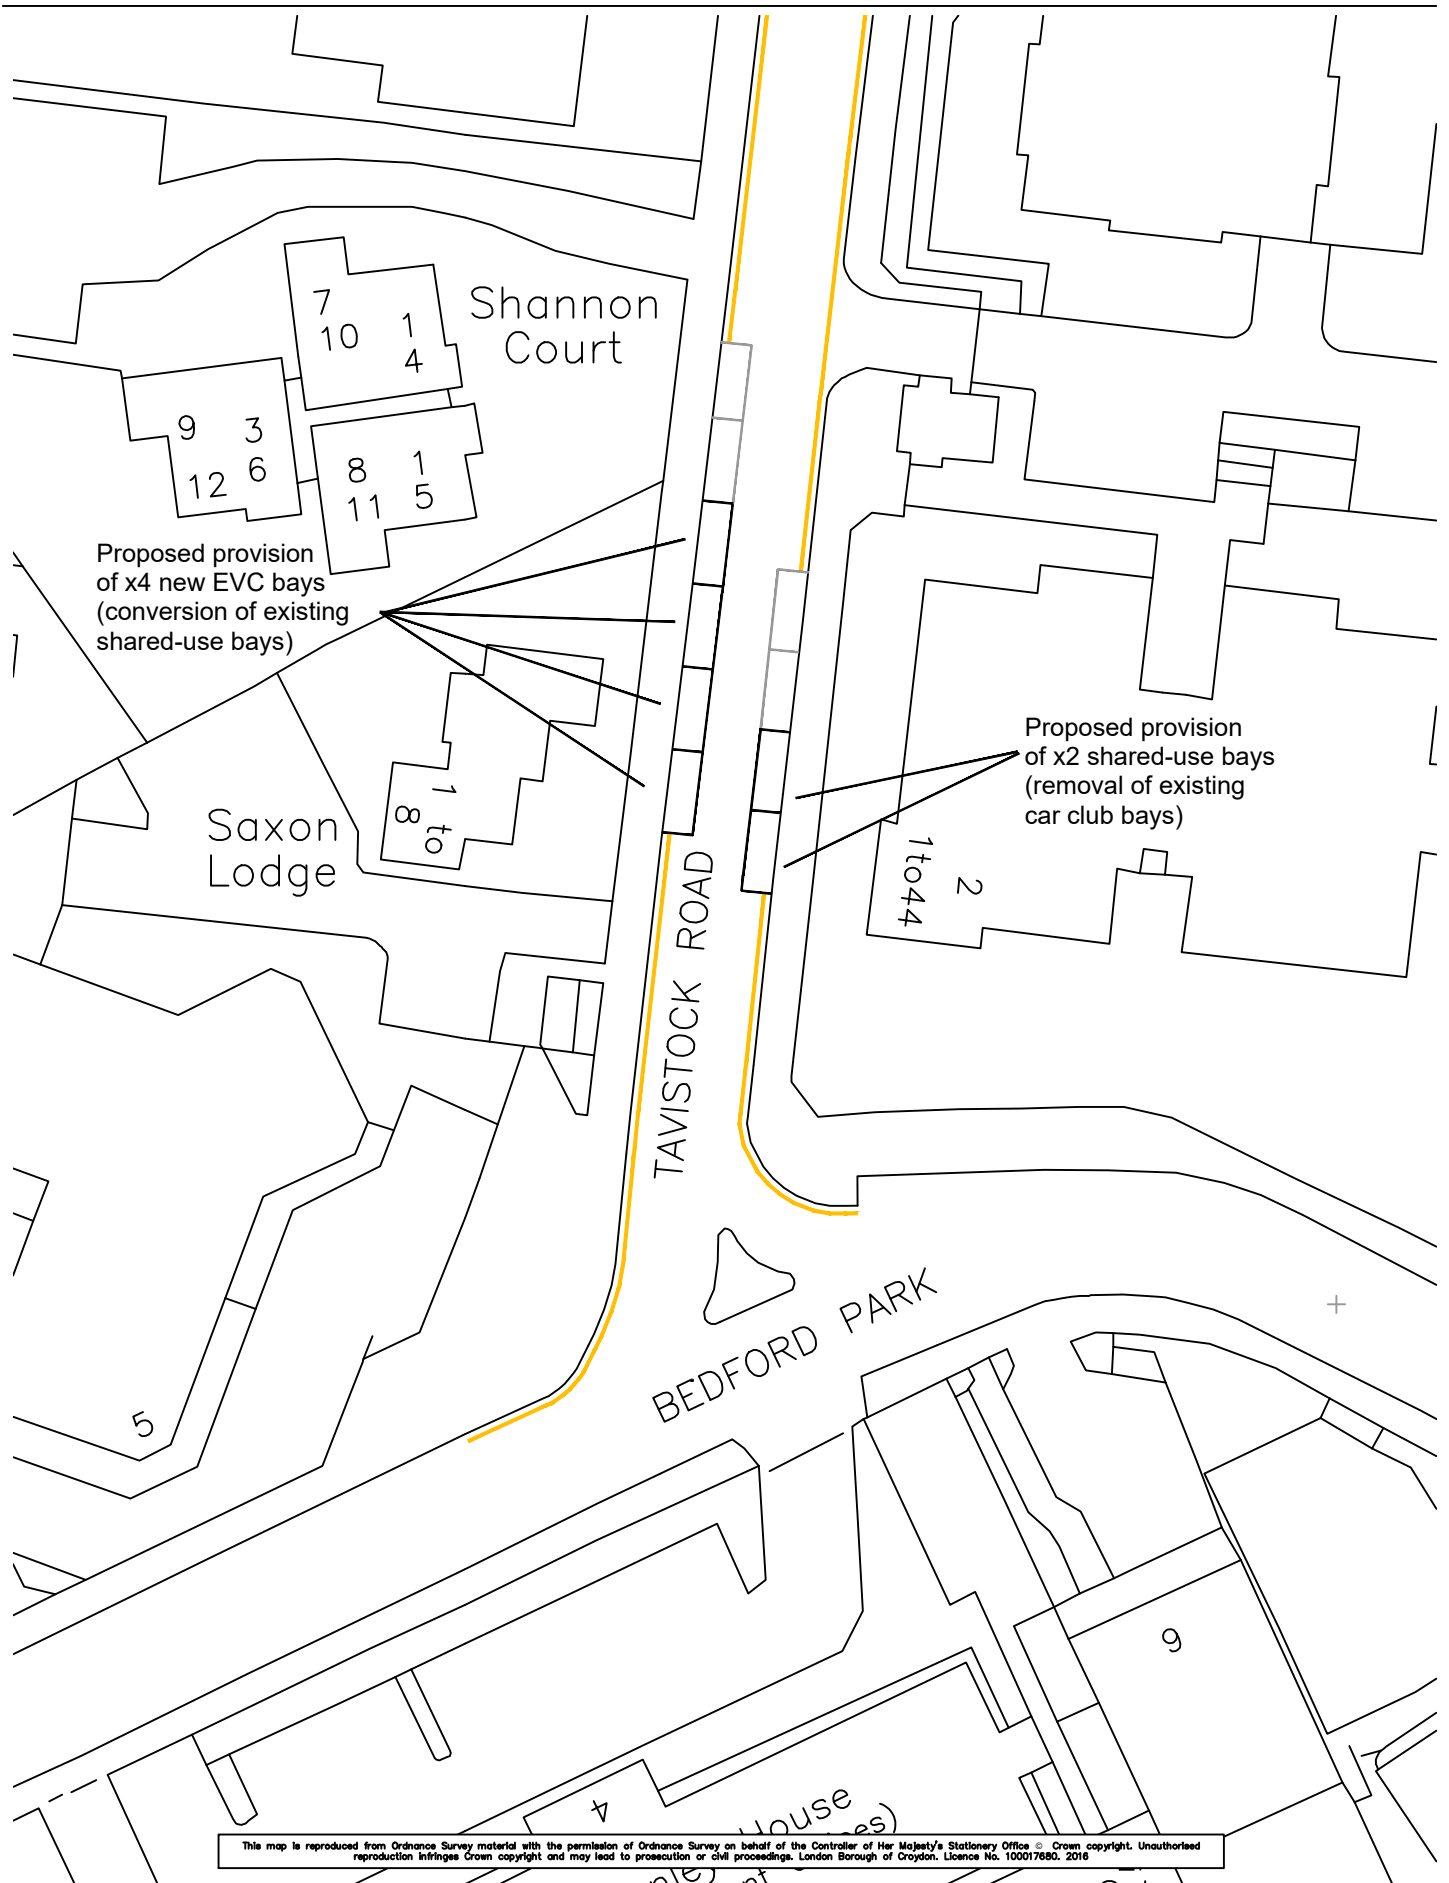 Shannon
Court
7
10
1
4
9
3
12
6
8
1
11
5
Proposed provision
of x4 new EVC bays
(conversion of existing
shared-use bays)
Proposed provision
of x2 shared-use bays
(removal of existing
car club bays)
Saxon
Lodge
1
to
8
1to44
2
TAVISTOCK ROAD
BEDFORD PARK
5
9
4
House
This map is reproduced from Ordnance Survey material with the permission of Ordnance Survey on behalf of the Controller of Her Majesty's Stationery Office © Crown copyright. Unauthorised
reproduction infringes Crown copyright and may lead to prosecution or civil proceedings. London Borough of Croydon. Licence No. 100017680. 2016